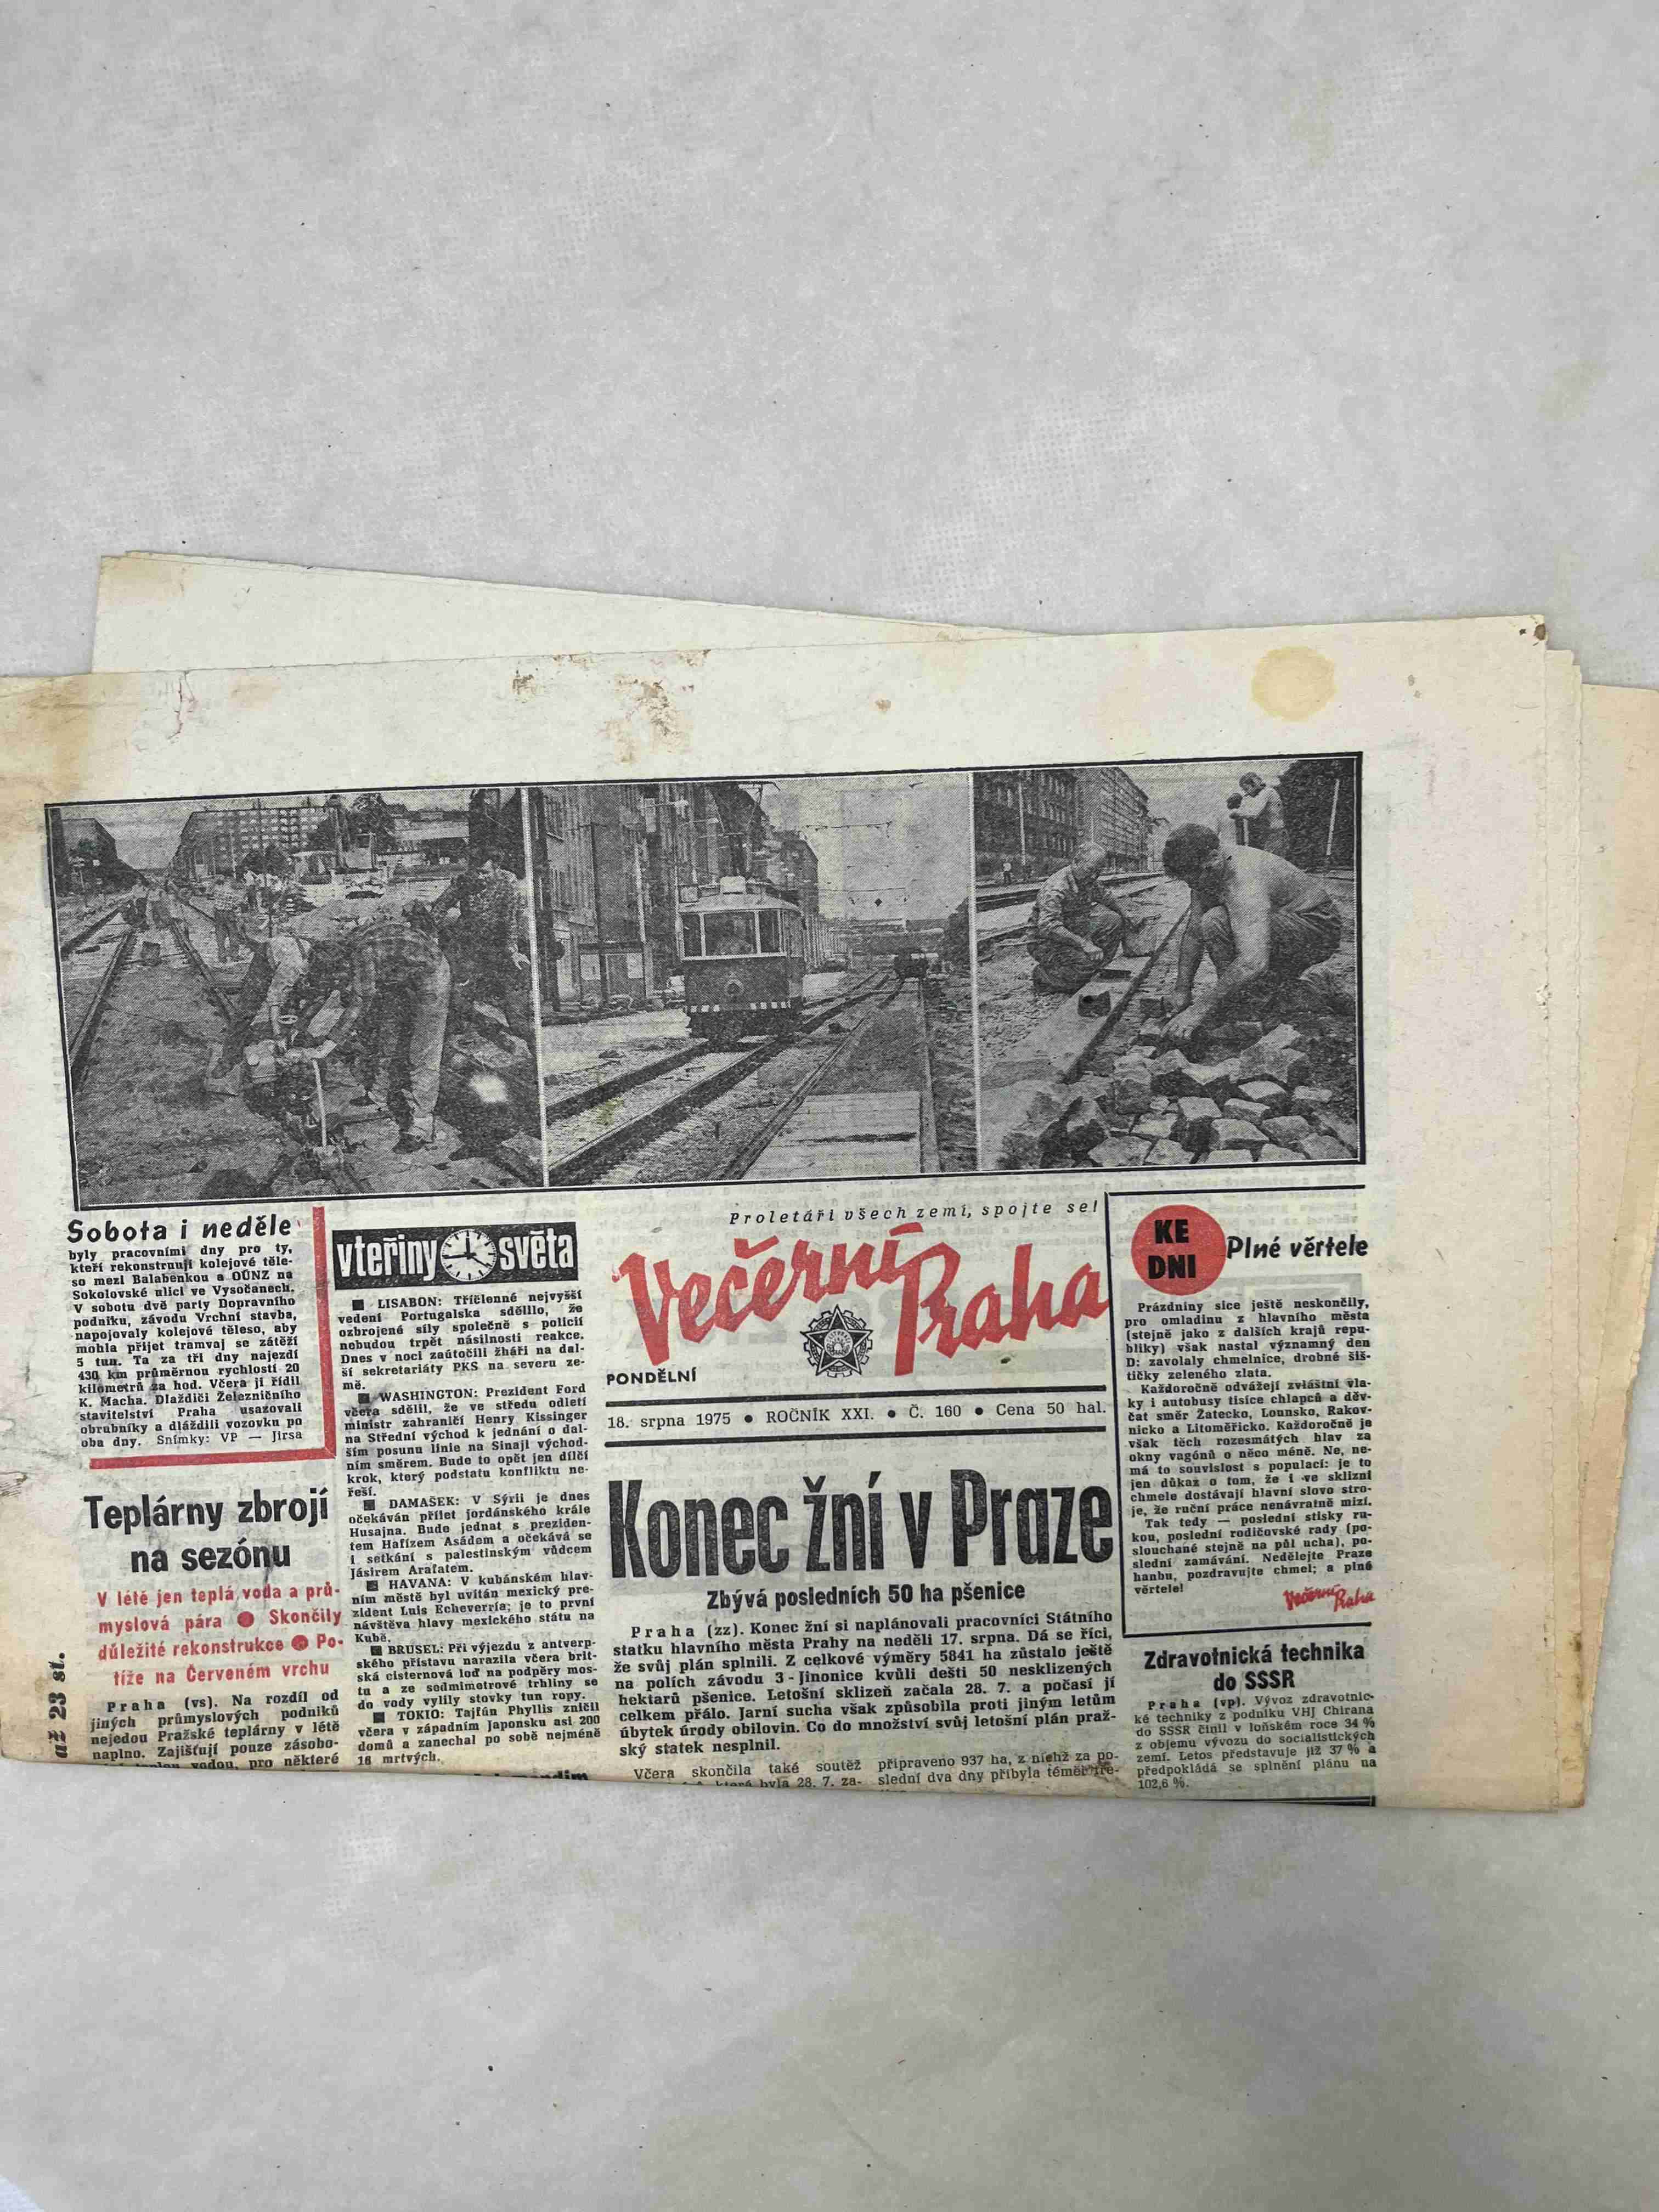 Sobota i neděle
byly pracovními dny pro ty,
kteří rekonstruují kolejové těle-
so mezi Balabenkou a OÚNZ na
Sokolovské ulici ve Vysočanech.
V sobotu dvě party Dopravního
podniku, závodu Vrchní stavba,
napojovaly kolejové těleso, aby
mohla přijet tramvaj se zátěží
5 tun. Ta za tři dny najezdí
430 km průměrnou rychlostí 20
kilometrů za hod. Včera ji řídil
K. Macha. Dlaždiči Železničního
stavitelství Praha usazovali
obrubníky a dláždili vozovku po
oba dny. Snímky: VP — Jirsa
Teplárny zbrojí
na sezónu
V létě jen teplá voda a prů-
myslová pára ● Skončily
důležité rekonstrukce ● Po-
tíže na Červeném vrchu
Praha (vs). Na rozdíl od
jiných průmyslových podniků
nejedou Pražské teplárny v létě
naplno. Zajišťují pouze zásobo-
teplou vodou, pro některé
až 23 st.
vteřiny světa
■ LISABON: Tříčlenné nejvyšší
vedení Portugalska sdělilo, že
ozbrojené síly společně s policií
nebudou trpět násilnosti reakce.
Dnes v noci zaútočili žháři na dal-
ší sekretariáty PKS na severu ze-
mě.
■ WASHINGTON: Prezident Ford
včera sdělil, že ve středu odletí
ministr zahraničí Henry Kissinger
na Střední východ k jednání o dal-
ším posunu linie na Sinaji východ-
ním směrem. Bude to opět jen dílčí
krok, který podstatu konfliktu ne-
řeší.
■ DAMAŠEK: V Sýrii je dnes
očekáván přílet jordánského krále
Husajna. Bude jednat s preziden-
tem Hafízem Asádem a očekává se
i setkání s palestinským vůdcem
Jásirem Arafatem.
■ HAVANA: V kubánském hlav-
ním městě byl uvítán mexický pre-
zident Luis Echeverría; je to první
návštěva hlavy mexického státu na
Kubě.
■ BRUSEL: Při výjezdu z antverp-
ského přístavu narazila včera brit-
ská cisternová loď na podpěry mos-
tu a ze sedmimetrové trhliny se
do vody vylily stovky tun ropy.
■ TOKIO: Tajfún Phyllis zničil
včera v západním Japonsku asi 200
domů a zanechal po sobě nejméně
16 mrtvých.
Proletáři všech zemí, spojte se!
Večerní Praha
PONDĚLNÍ
18. srpna 1975 ● ROČNÍK XXI. ● Č. 160 ● Cena 50 hal.
Konec žní v Praze
Zbývá posledních 50 ha pšenice
Praha (zz). Konec žní si naplánovali pracovníci Státního
statku hlavního města Prahy na neděli 17. srpna. Dá se říci,
že svůj plán splnili. Z celkové výměry 5841 ha zůstalo ještě
na polích závodu 3 - Jinonice kvůli dešti 50 nesklizených
hektarů pšenice. Letošní sklizeň začala 28. 7. a počasí jí
celkem přálo. Jarní sucha však způsobila proti jiným letům
úbytek úrody obilovin. Co do množství svůj letošní plán praž-
ský statek nesplnil.
Včera skončila také soutěž
která byla 28. 7. za-
připraveno 937 ha, z nichž za po-
slední dva dny přibyla téměř tře-
KE
DNI
Plné věrtele
Prázdniny sice ještě neskončily,
pro omladinu z hlavního města
(stejně jako z dalších krajů repu-
bliky) však nastal významný den
D: zavolaly chmelnice, drobné šiš-
tičky zeleného zlata.
Každoročně odvážejí zvláštní vla-
ky i autobusy tisíce chlapců a děv-
čat směr Žatecko, Lounsko, Rakov-
nicko a Litoměřicko. Každoročně je
však těch rozesmátých hlav za
okny vagónů o něco méně. Ne, ne-
má to souvislost s populací: je to
jen důkaz o tom, že i ve sklizni
chmele dostávají hlavní slovo stro-
je, že ruční práce nenávratně mizí.
Tak tedy — poslední stisky ru-
kou, poslední rodičovské rady (po-
slouchané stejně na půl ucha), po-
slední zamávání. Nedělejte Praze
hanbu, pozdravujte chmel; a plné
věrtele!
Večerní Praha
Zdravotnická technika
do SSSR
Praha (vp). Vývoz zdravotnic-
ké techniky z podniku VHJ Chirana
do SSSR činil v loňském roce 34 %
z objemu vývozu do socialistických
zemí. Letos představuje již 37 % a
předpokládá se splnění plánu na
102,6 %.